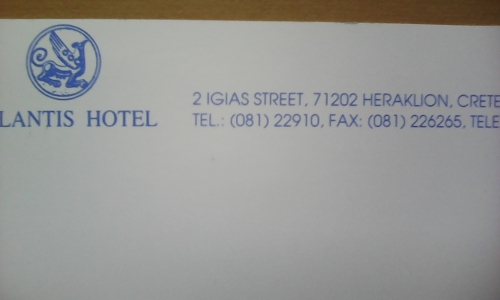 LANTIS HOTEL
2 IGIAS STREET, 71202 HERAKLION, CRETE
TEL.: (081) 22910, FAX: (081) 226265, TELE